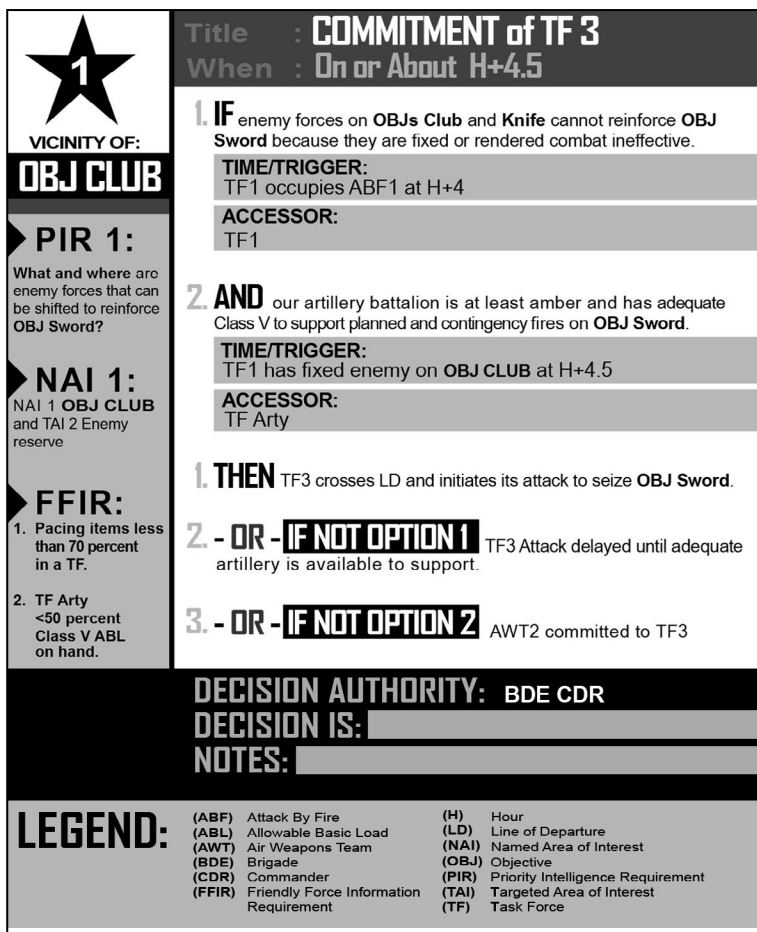 1
VICINITY OF:
OBJ CLUB
PIR 1:
What and where are
enemy forces that can
be shifted to reinforce
OBJ Sword?
NAI 1:
NAI 1 OBJ CLUB
and TAI 2 Enemy
reserve
FFIR:
1. Pacing items less
than 70 percent
in a TF.
2. TF Arty
<50 percent
Class V ABL
on hand.
Title : COMMITMENT of TF 3
When : On or About H+4.5
1. IF enemy forces on OBJs Club and Knife cannot reinforce OBJ
Sword because they are fixed or rendered combat ineffective.
TIME/TRIGGER:
TF1 occupies ABF1 at H+4
ACCESSOR:
TF1
2. AND our artillery battalion is at least amber and has adequate
Class V to support planned and contingency fires on OBJ Sword.
TIME/TRIGGER:
TF1 has fixed enemy on OBJ CLUB at H+4.5
ACCESSOR:
TF Arty
1. THEN TF3 crosses LD and initiates its attack to seize OBJ Sword.
2. - OR - IF NOT OPTION 1 TF3 Attack delayed until adequate
artillery is available to support.
3. - OR - IF NOT OPTION 2 AWT2 committed to TF3
DECISION AUTHORITY: BDE CDR
DECISION IS:
NOTES:
LEGEND:
(ABF) Attack By Fire
(ABL) Allowable Basic Load
(AWT) Air Weapons Team
(BDE) Brigade
(CDR) Commander
(FFIR) Friendly Force Information
Requirement
(H) Hour
(LD) Line of Departure
(NAI) Named Area of Interest
(OBJ) Objective
(PIR) Priority Intelligence Requirement
(TAI) Targeted Area of Interest
(TF) Task Force